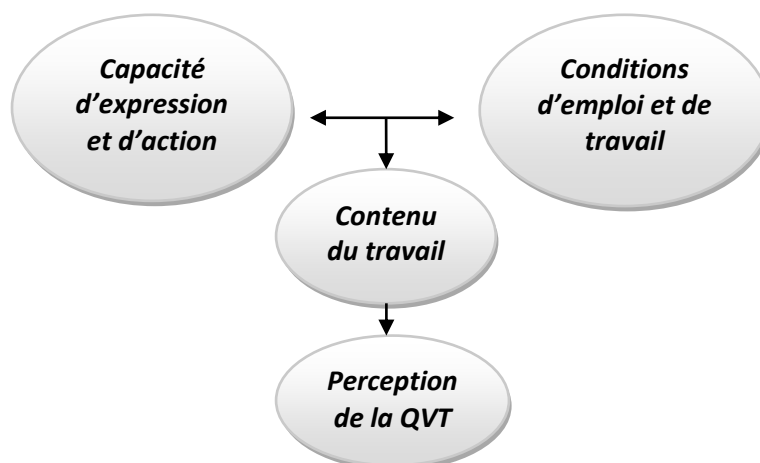 Capacité
d’expression
et d’action
Conditions
d’emploi et de
travail
Contenu
du travail
Perception
de la QVT